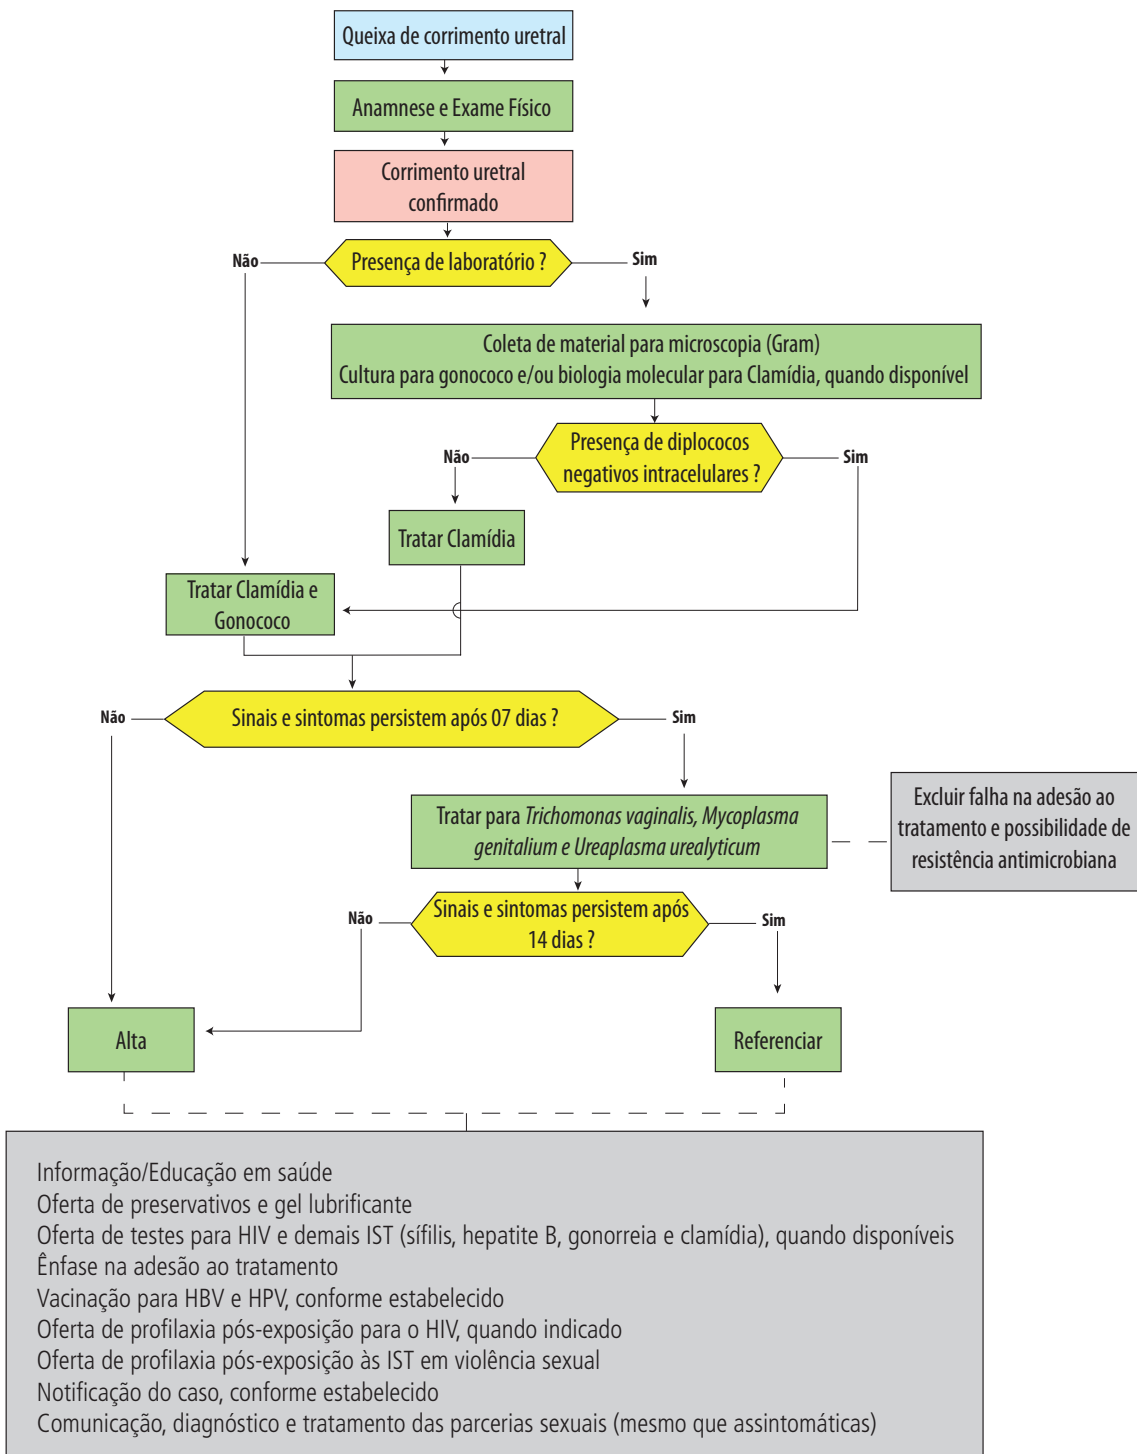 Queixa de corrimento uretral
Anamnese e Exame Físico
Corrimento uretral
confirmado
Presença de laboratório ?
Não
Sim
Coleta de material para microscopia (Gram)
Cultura para gonococo e/ou biologia molecular para Clamídia, quando disponível
Presença de diplococos
negativos intracelulares ?
Não
Sim
Tratar Clamídia
Tratar Clamídia e
Gonococo
Sinais e sintomas persistem após 07 dias ?
Não
Sim
Tratar para Trichomonas vaginalis, Mycoplasma
genitalium e Ureaplasma urealyticum
Excluir falha na adesão ao
tratamento e possibilidade de
resistência antimicrobiana
Sinais e sintomas persistem após
14 dias ?
Não
Sim
Alta
Referenciar
Informação/Educação em saúde
Oferta de preservativos e gel lubrificante
Oferta de testes para HIV e demais IST (sífilis, hepatite B, gonorreia e clamídia), quando disponíveis
Ênfase na adesão ao tratamento
Vacinação para HBV e HPV, conforme estabelecido
Oferta de profilaxia pós-exposição para o HIV, quando indicado
Oferta de profilaxia pós-exposição às IST em violência sexual
Notificação do caso, conforme estabelecido
Comunicação, diagnóstico e tratamento das parcerias sexuais (mesmo que assintomáticas)